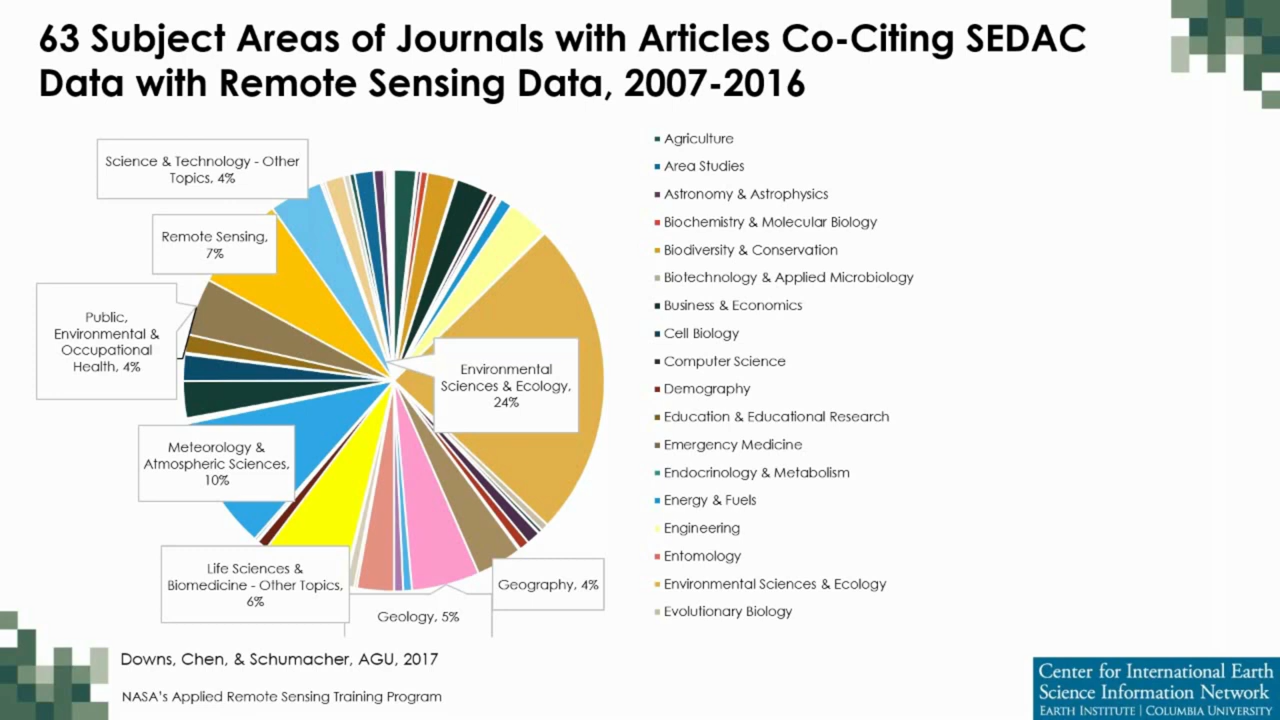 63 Subject Areas of Journals with Articles Co-Citing SEDAC
Data with Remote Sensing Data, 2007-2016
Science & Technology - Other
Topics, 4%
Remote Sensing,
7%
Public,
Environmental &
Occupational
Health, 4%
Meteorology &
Atmospheric Sciences,
10%
Life Sciences &
Biomedicine - Other Topics,
6%
Geology, 5%
Geography, 4%
Environmental
Sciences & Ecology,
24%
Agriculture
Area Studies
Astronomy & Astrophysics
Biochemistry & Molecular Biology
Biodiversity & Conservation
Biotechnology & Applied Microbiology
Business & Economics
Cell Biology
Computer Science
Demography
Education & Educational Research
Emergency Medicine
Endocrinology & Metabolism
Energy & Fuels
Engineering
Entomology
Environmental Sciences & Ecology
Evolutionary Biology
Downs, Chen, & Schumacher, AGU, 2017
NASA's Applied Remote Sensing Training Program
Center for International Earth
Science Information Network
EARTH INSTITUTE | COLUMBIA UNIVERSITY